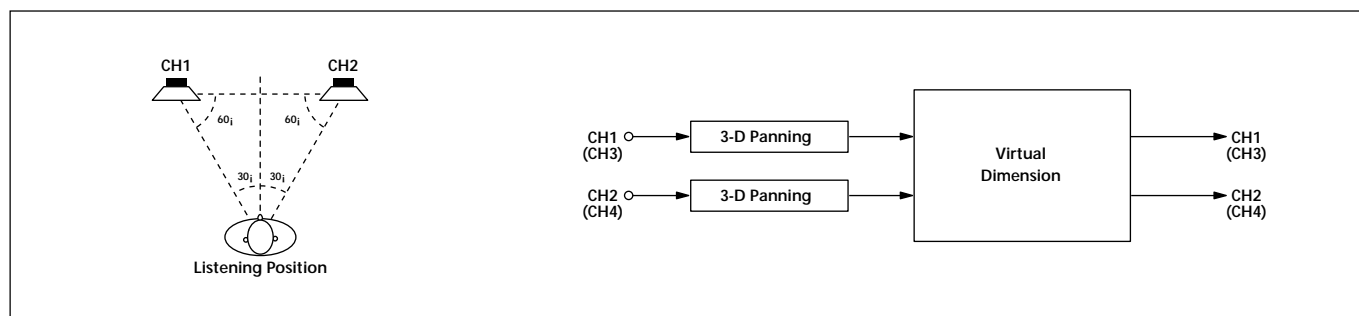 CH1
CH2
60¡
60¡
30¡
30¡
Listening Position
CH1
(CH3)
3-D Panning
CH2
(CH4)
3-D Panning
Virtual
Dimension
CH1
(CH3)
CH2
(CH4)